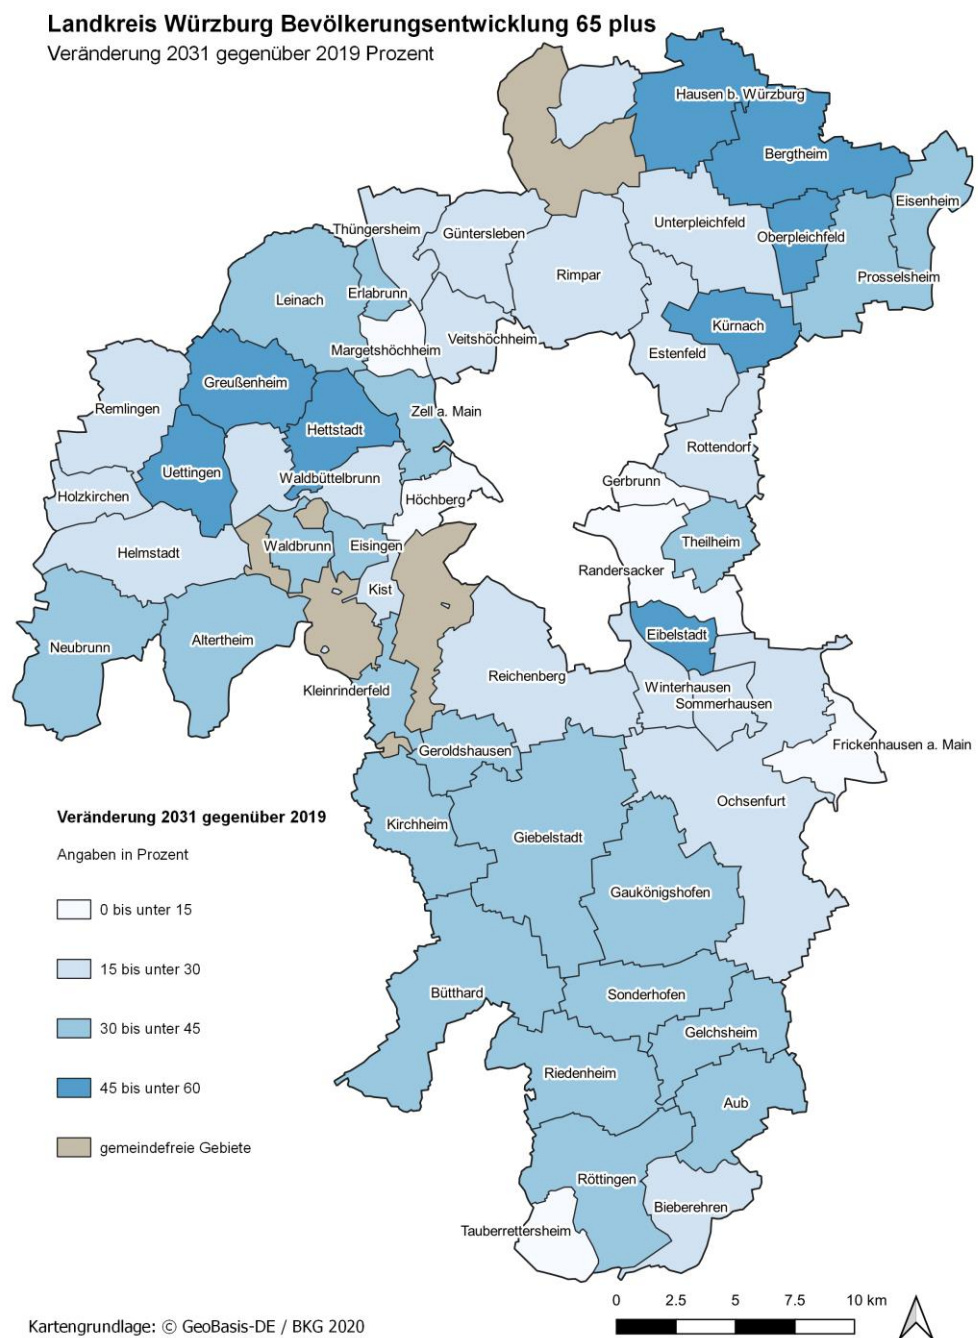 Landkreis Würzburg Bevölkerungsentwicklung 65 plus
Veränderung 2031 gegenüber 2019 Prozent
Hausen b. Würzburg
Bergtheim
Eisenheim
Unterpleichfeld
Oberpleichfeld
Thüngersheim
Güntersleben
Rimpar
Prosselsheim
Leinach
Erlabrunn
Kürnach
Margetshöchheim
Veitshöchheim
Estenfeld
Greußenheim
Remlingen
Zell a. Main
Hettstadt
Rottendorf
Uettingen
Waldbüttelbrunn
Gerbrunn
Holzkirchen
Höchberg
Theilheim
Helmstadt
Waldbrunn
Eisingen
Randersacker
Kist
Eibelstadt
Neubrunn
Altertheim
Reichenberg
Kleinrinderfeld
Winterhausen
Sommerhausen
Frickenhausen a. Main
Geroldshausen
Ochsenfurt
Kirchheim
Giebelstadt
Gaukönigshofen
Bütthard
Sonderhofen
Gelchsheim
Riedenheim
Aub
Röttingen
Bieberehren
Tauberrettersheim
Veränderung 2031 gegenüber 2019
Angaben in Prozent
0 bis unter 15
15 bis unter 30
30 bis unter 45
45 bis unter 60
gemeindefreie Gebiete
0 2.5 5 7.5 10 km
Kartengrundlage: © GeoBasis-DE / BKG 2020